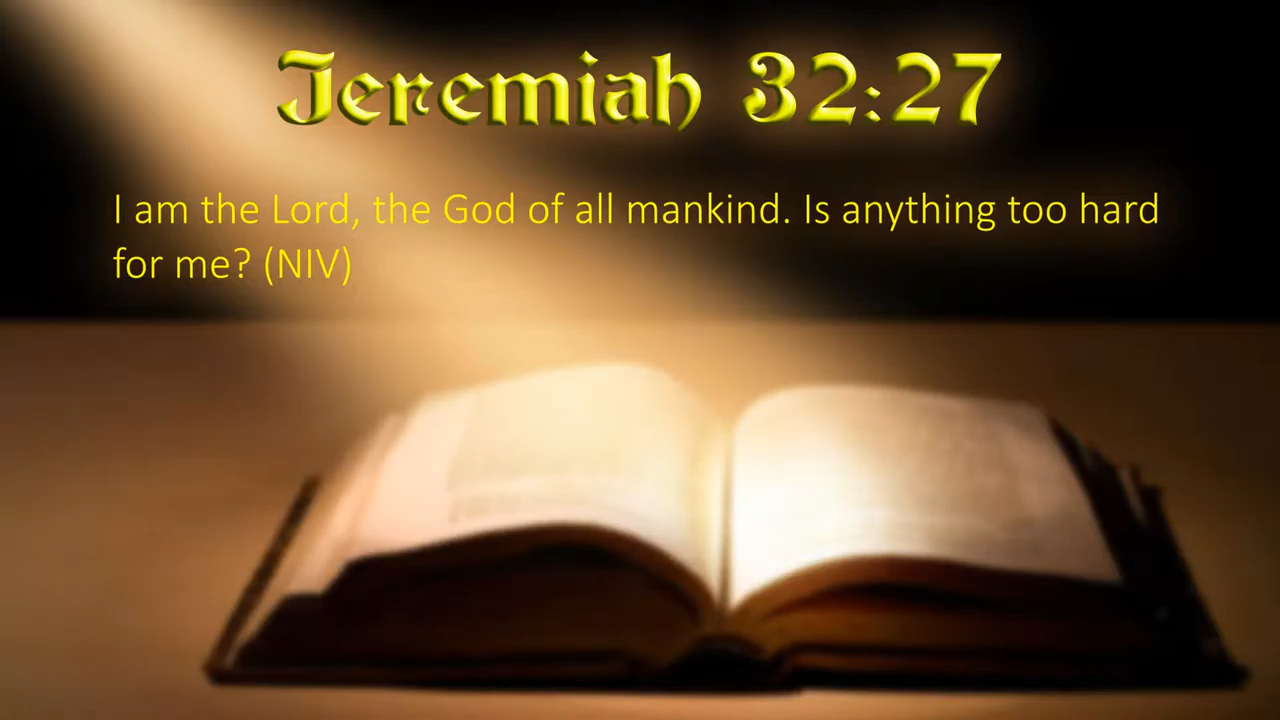 Jeremiah 32:27
I am the Lord, the God of all mankind. Is anything too hard
for me? (NIV)